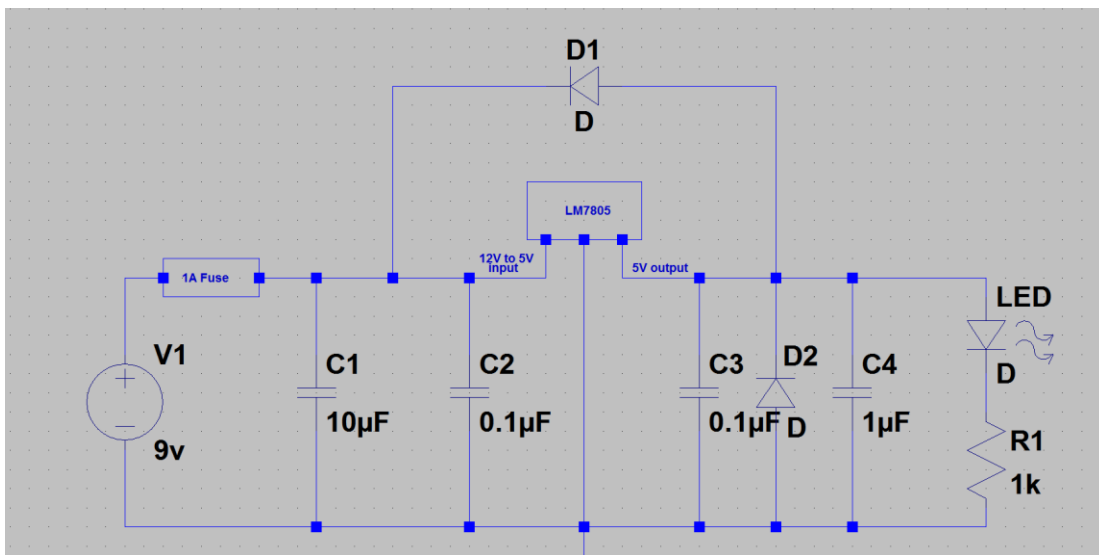 D1
D
LM7805
12V to 5V
input
5V output
1A Fuse
LED
D
V1
9v
C1
10µF
C2
0.1µF
C3
0.1µF
D2
D
C4
1µF
R1
1k